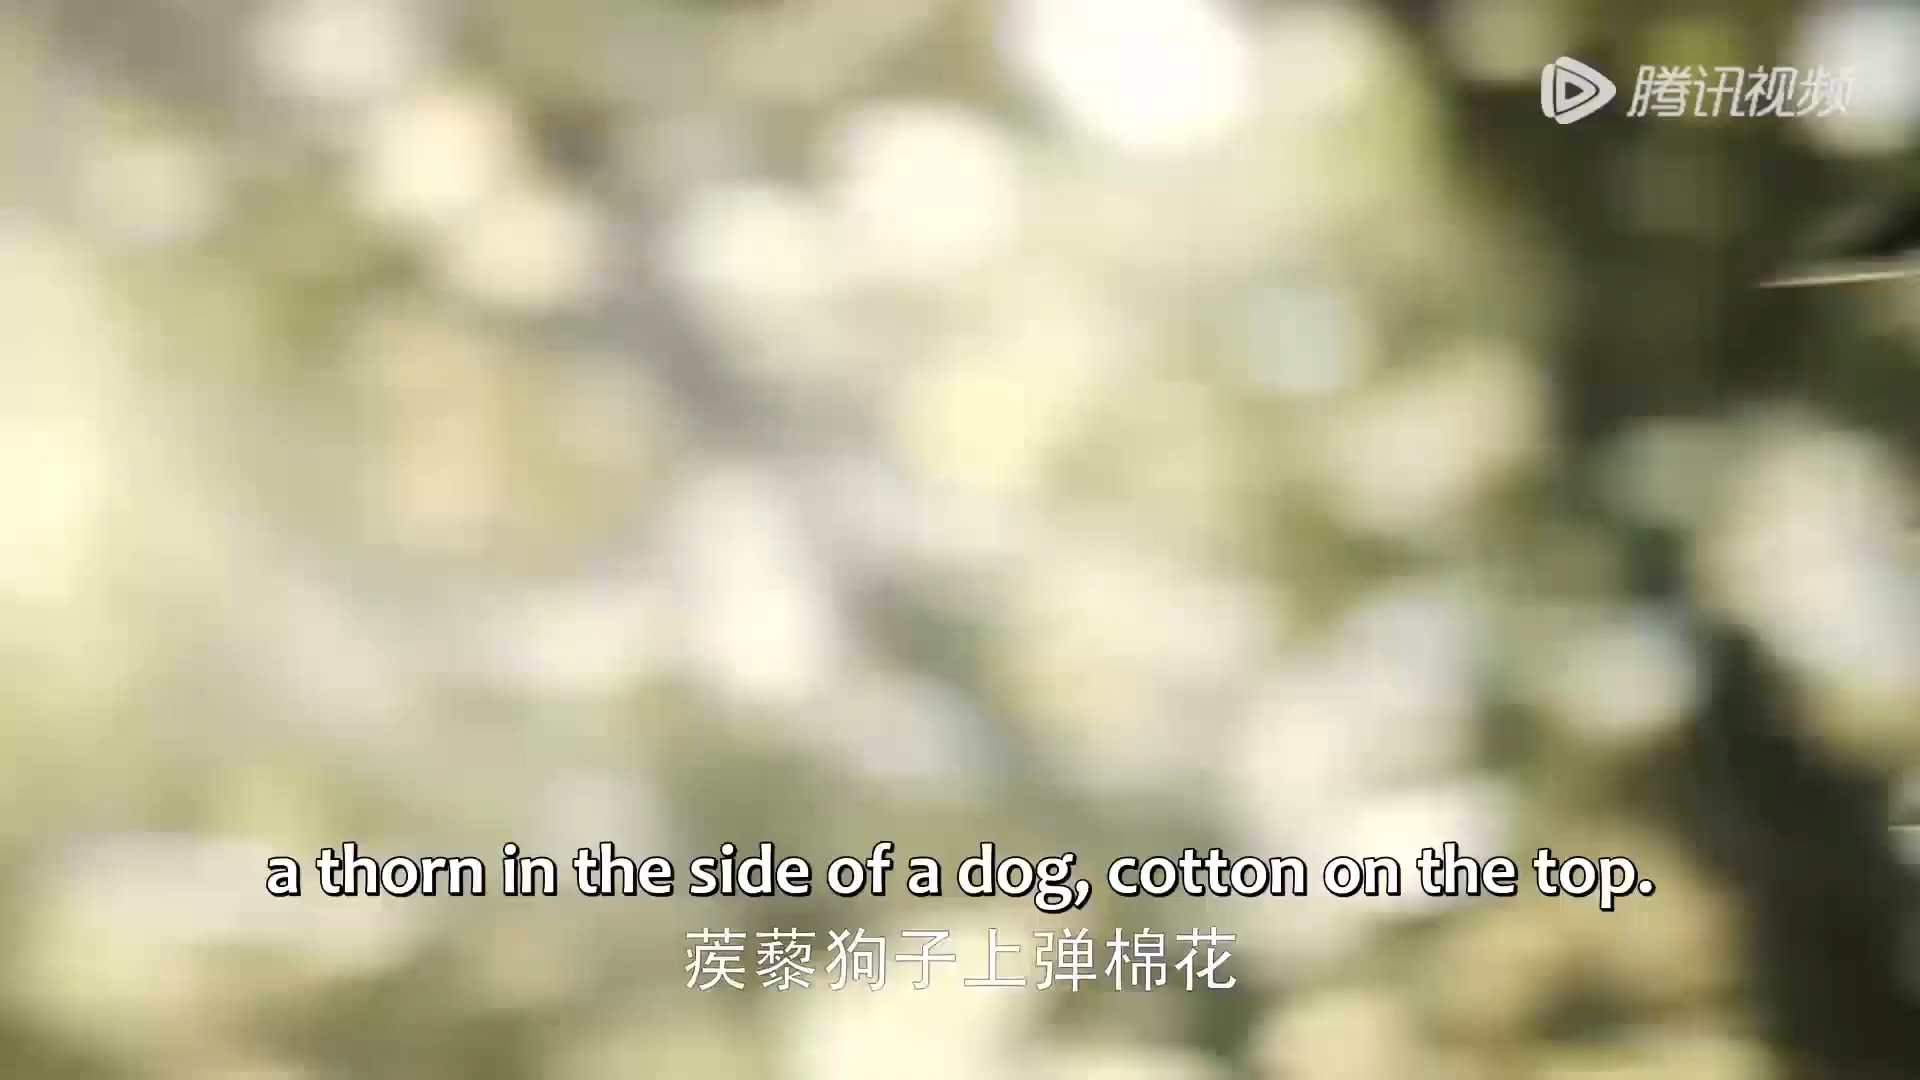 腾讯视频
a thorn in the side of a dog, cotton on the top.
蒺藜狗子上弹棉花